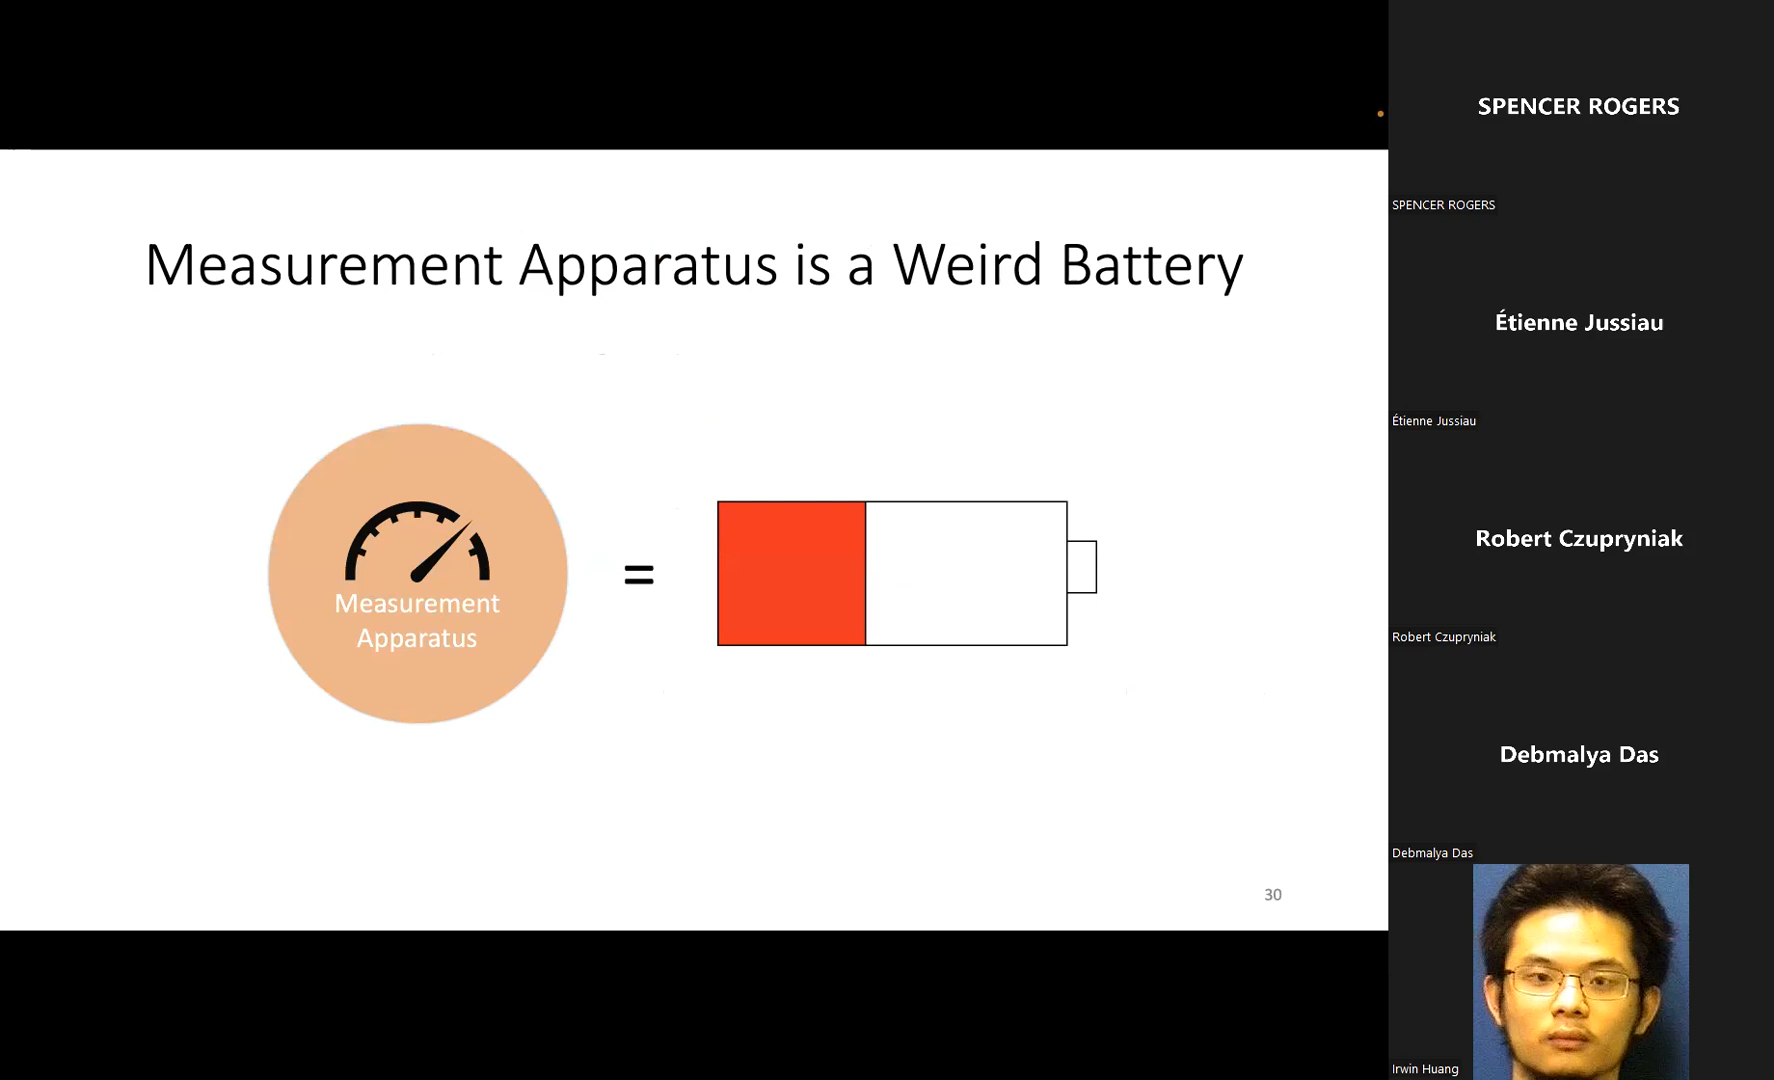 Measurement Apparatus is a Weird Battery
Measurement
Apparatus
=
30
SPENCER ROGERS
SPENCER ROGERS
Étienne Jussiau
Étienne Jussiau
Robert Czupryniak
Robert Czupryniak
Debmalya Das
Debmalya Das
Irwin Huang